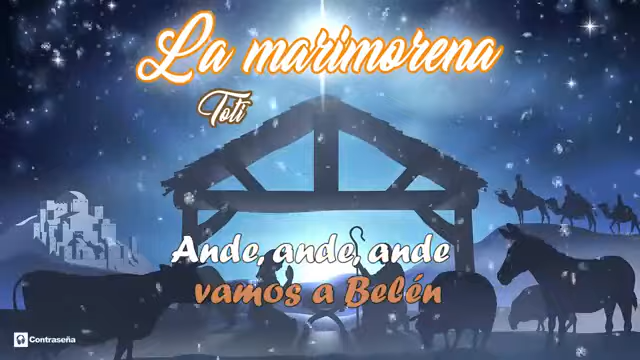 La marimorena
Toti
Ande, ande, ande
vamos a Belén
Contraseña